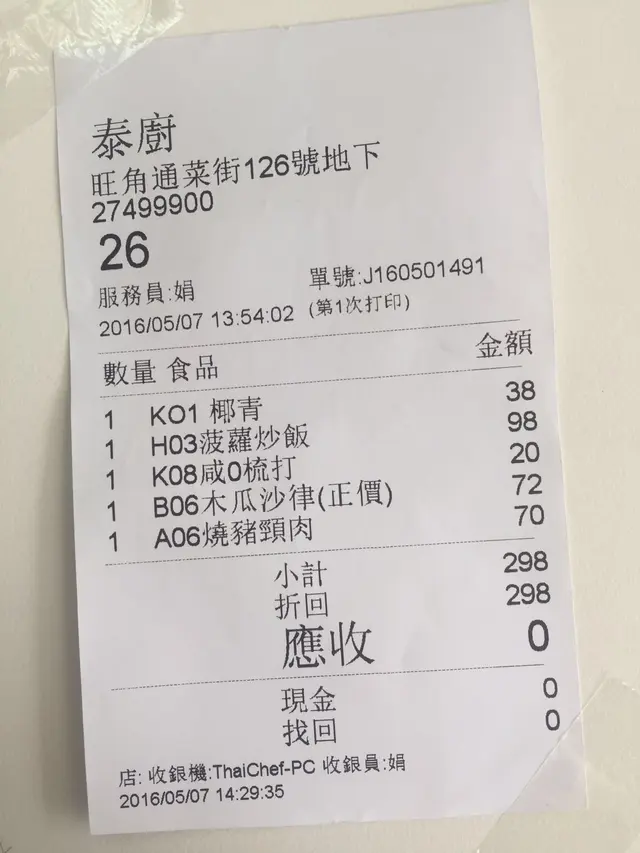 泰廚
旺角通菜街126號地下
27499900
26
服務員:娟 單號:J160501491
2016/05/07 13:54:02 (第1次打印)
數量 食品 金額
1 KO1 椰青 38
1 H03菠蘿炒飯 98
1 K08咸0梳打 20
1 B06木瓜沙律(正價) 72
1 A06燒豬頸肉 70
小計 298
折回 298
應收 0
現金 0
找回 0
店: 收銀機:ThaiChef-PC 收銀員:娟
2016/05/07 14:29:35